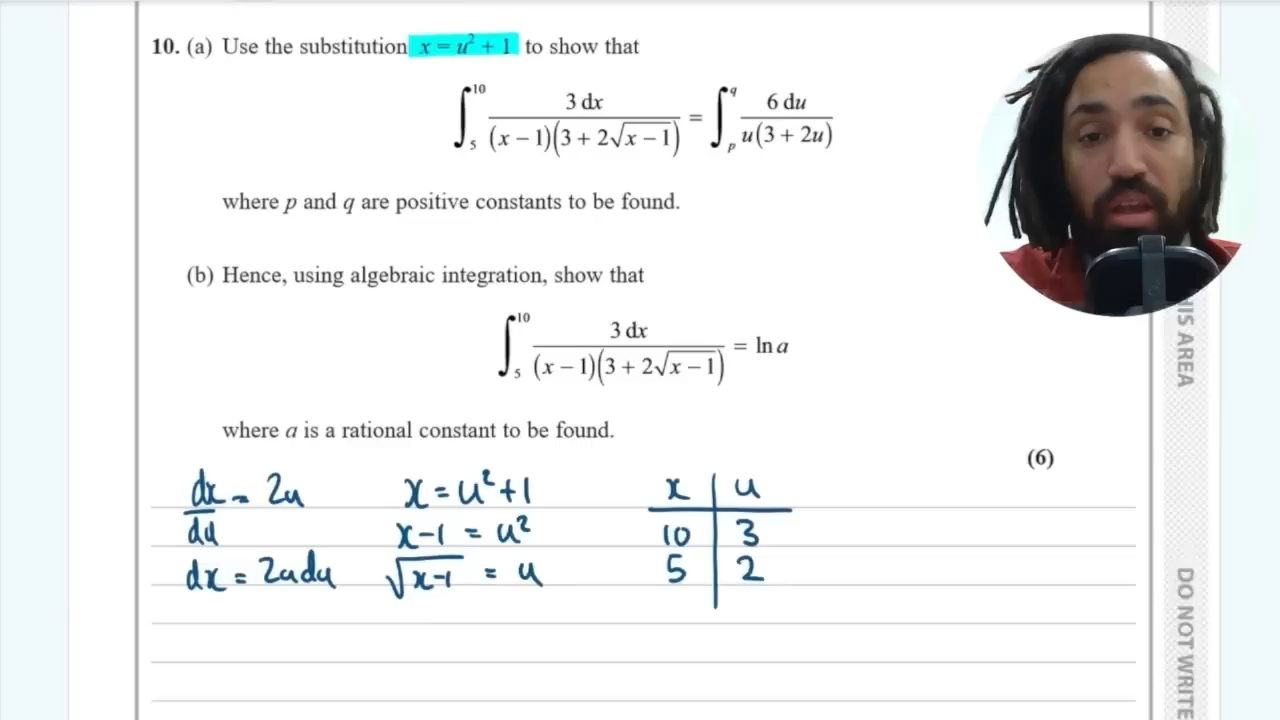 10. (a) Use the substitution x = u² + 1 to show that
∫₅¹⁰ 3 dx / (x − 1)(3 + 2√(x − 1)) = ∫ₚ^q 6 du / u(3 + 2u)
where p and q are positive constants to be found.
(b) Hence, using algebraic integration, show that
∫₅¹⁰ 3 dx / (x − 1)(3 + 2√(x − 1)) = ln a
where a is a rational constant to be found.
(6)
dx/du = 2u
dx = 2u du
x = u² + 1
x − 1 = u²
√(x − 1) = u
x | u
10 | 3
5 | 2
HIS AREA
DO NOT WRITE